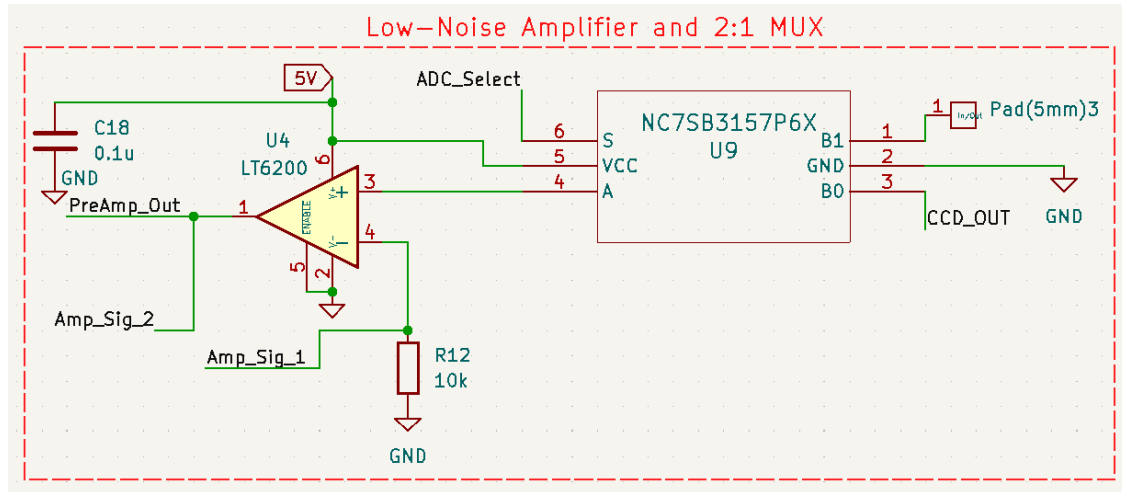 Low-Noise Amplifier and 2:1 MUX
5V
ADC_Select
C18
0.1u
GND
U4
LT6200
6
V+
+
3
ENABLE
V-
-
4
5
2
1
PreAmp_Out
Amp_Sig_2
Amp_Sig_1
R12
10k
GND
NC7SB3157P6X
U9
6 S
5 VCC
4 A
B1 1
GND 2
B0 3
1
In/Out
Pad(5mm)3
GND
CCD_OUT